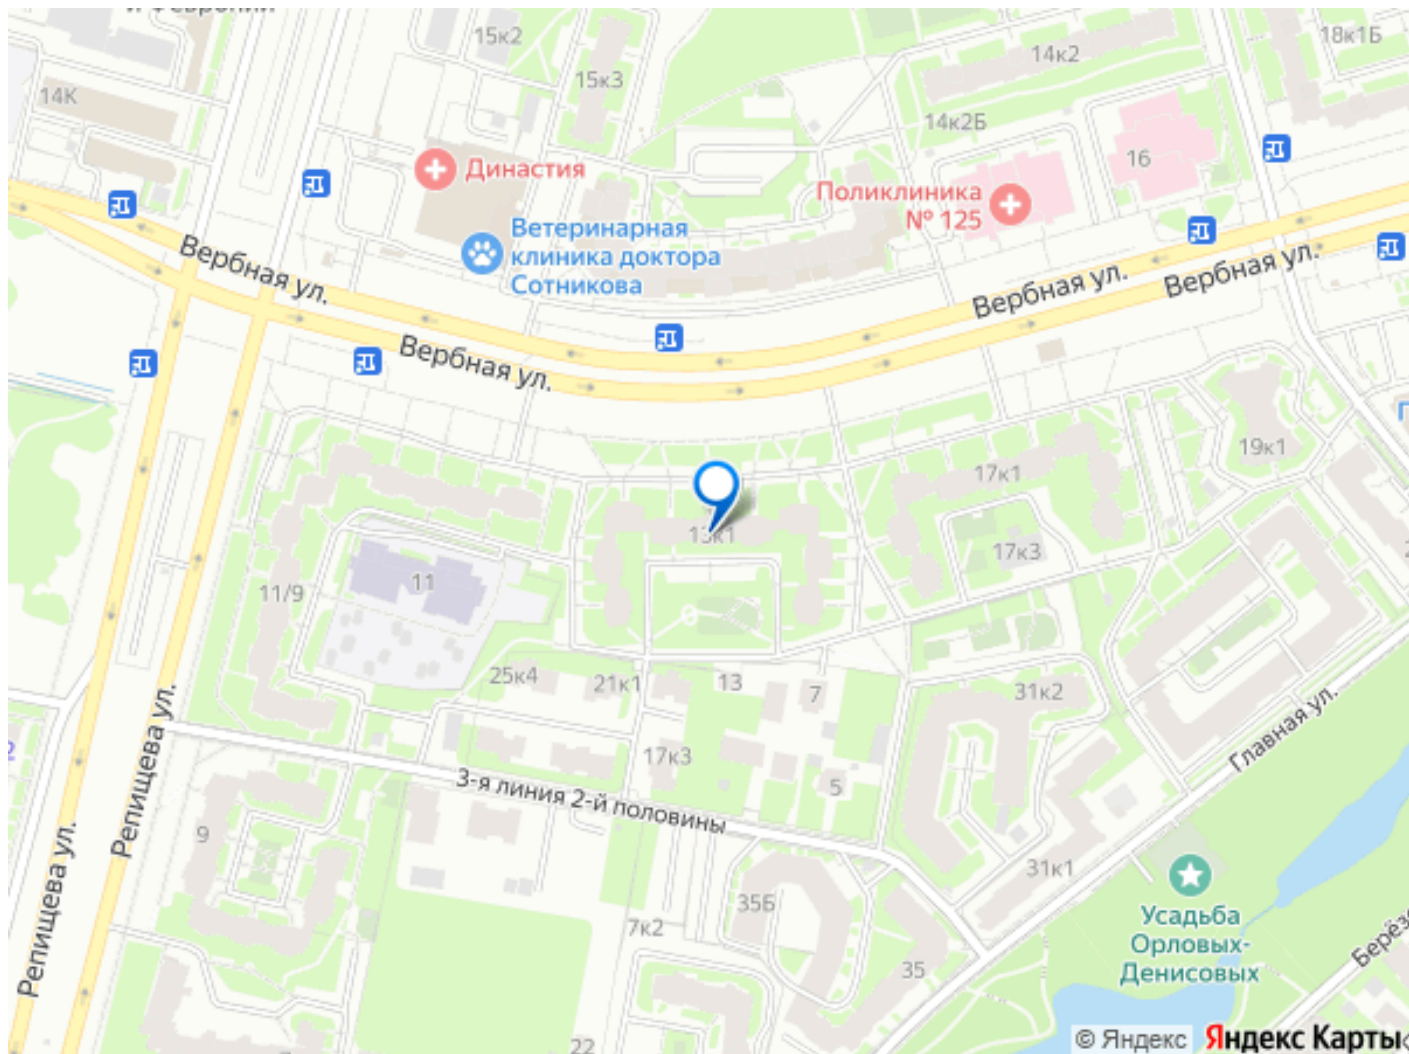 и Февронии
15к2
18к1Б
14к2
15к3
14К
14к2Б
16
Династия
Поликлиника
№ 125
Ветеринарная
клиника доктора
Сотникова
Вербная ул.
Вербная ул.
Вербная ул.
Вербная ул.
19к1
17к1
13к1
17к3
11
11/9
25к4
21к1
13
7
31к2
Репищева ул.
Главная ул.
17к3
5
3-я линия 2-й половины
9
Репищева ул.
31к1
35Б
Усадьба
Орловых-
Денисовых
7к2
35
22
© Яндекс
Яндекс Карты